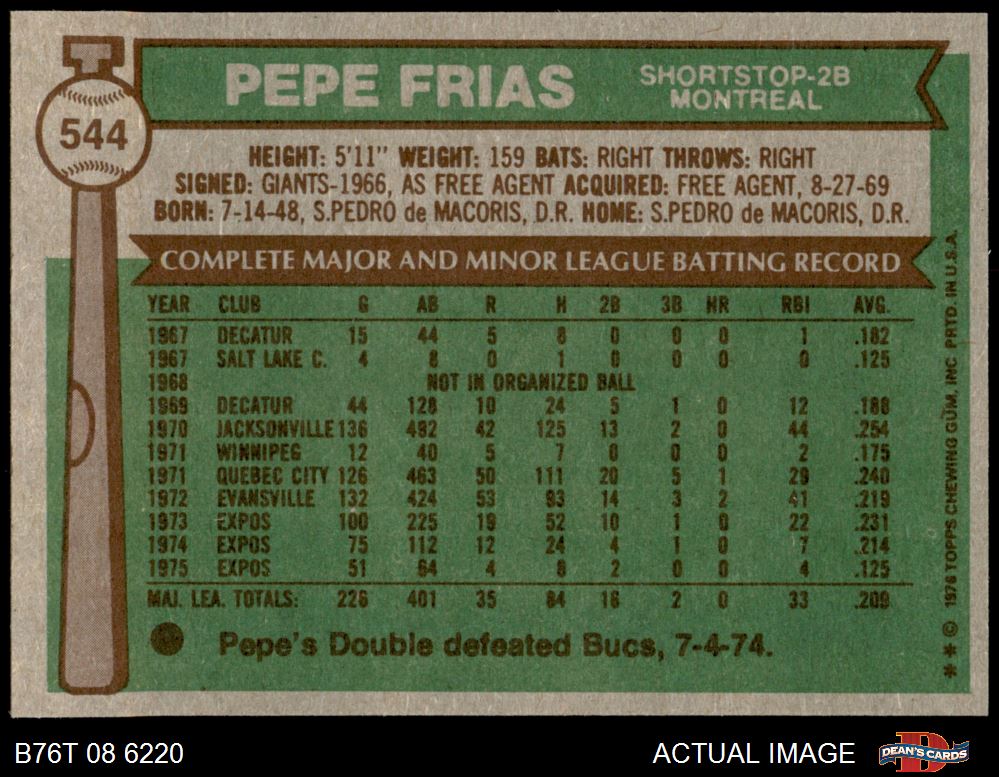 544
PEPE FRIAS
SHORTSTOP-2B
MONTREAL
HEIGHT: 5'11" WEIGHT: 159 BATS: RIGHT THROWS: RIGHT
SIGNED: GIANTS-1966, AS FREE AGENT ACQUIRED: FREE AGENT, 8-27-69
BORN: 7-14-48, S.PEDRO de MACORIS, D.R. HOME: S.PEDRO de MACORIS, D.R.
COMPLETE MAJOR AND MINOR LEAGUE BATTING RECORD
YEAR CLUB G AB R H 2B 3B HR RBI AVG.
1967 DECATUR 15 44 5 8 0 0 0 1 .182
1967 SALT LAKE C. 4 8 0 1 0 0 0 0 .125
1968 NOT IN ORGANIZED BALL
1969 DECATUR 44 128 10 24 5 1 0 12 .188
1970 JACKSONVILLE 136 492 42 125 13 2 0 44 .254
1971 WINNIPEG 12 40 5 7 0 0 0 2 .175
1971 QUEBEC CITY 126 463 50 111 20 5 1 29 .240
1972 EVANSVILLE 132 424 53 93 14 3 2 41 .219
1973 EXPOS 100 225 19 52 10 1 0 22 .231
1974 EXPOS 75 112 12 24 4 1 0 7 .214
1975 EXPOS 51 64 4 8 2 0 0 4 .125
MAJ. LEA. TOTALS: 226 401 35 84 16 2 0 33 .209
Pepe's Double defeated Bucs, 7-4-74.
* * © 1976 TOPPS CHEWING GUM, INC. PRTD. IN U.S.A.
B76T 08 6220
ACTUAL IMAGE
DEAN'S CARDS